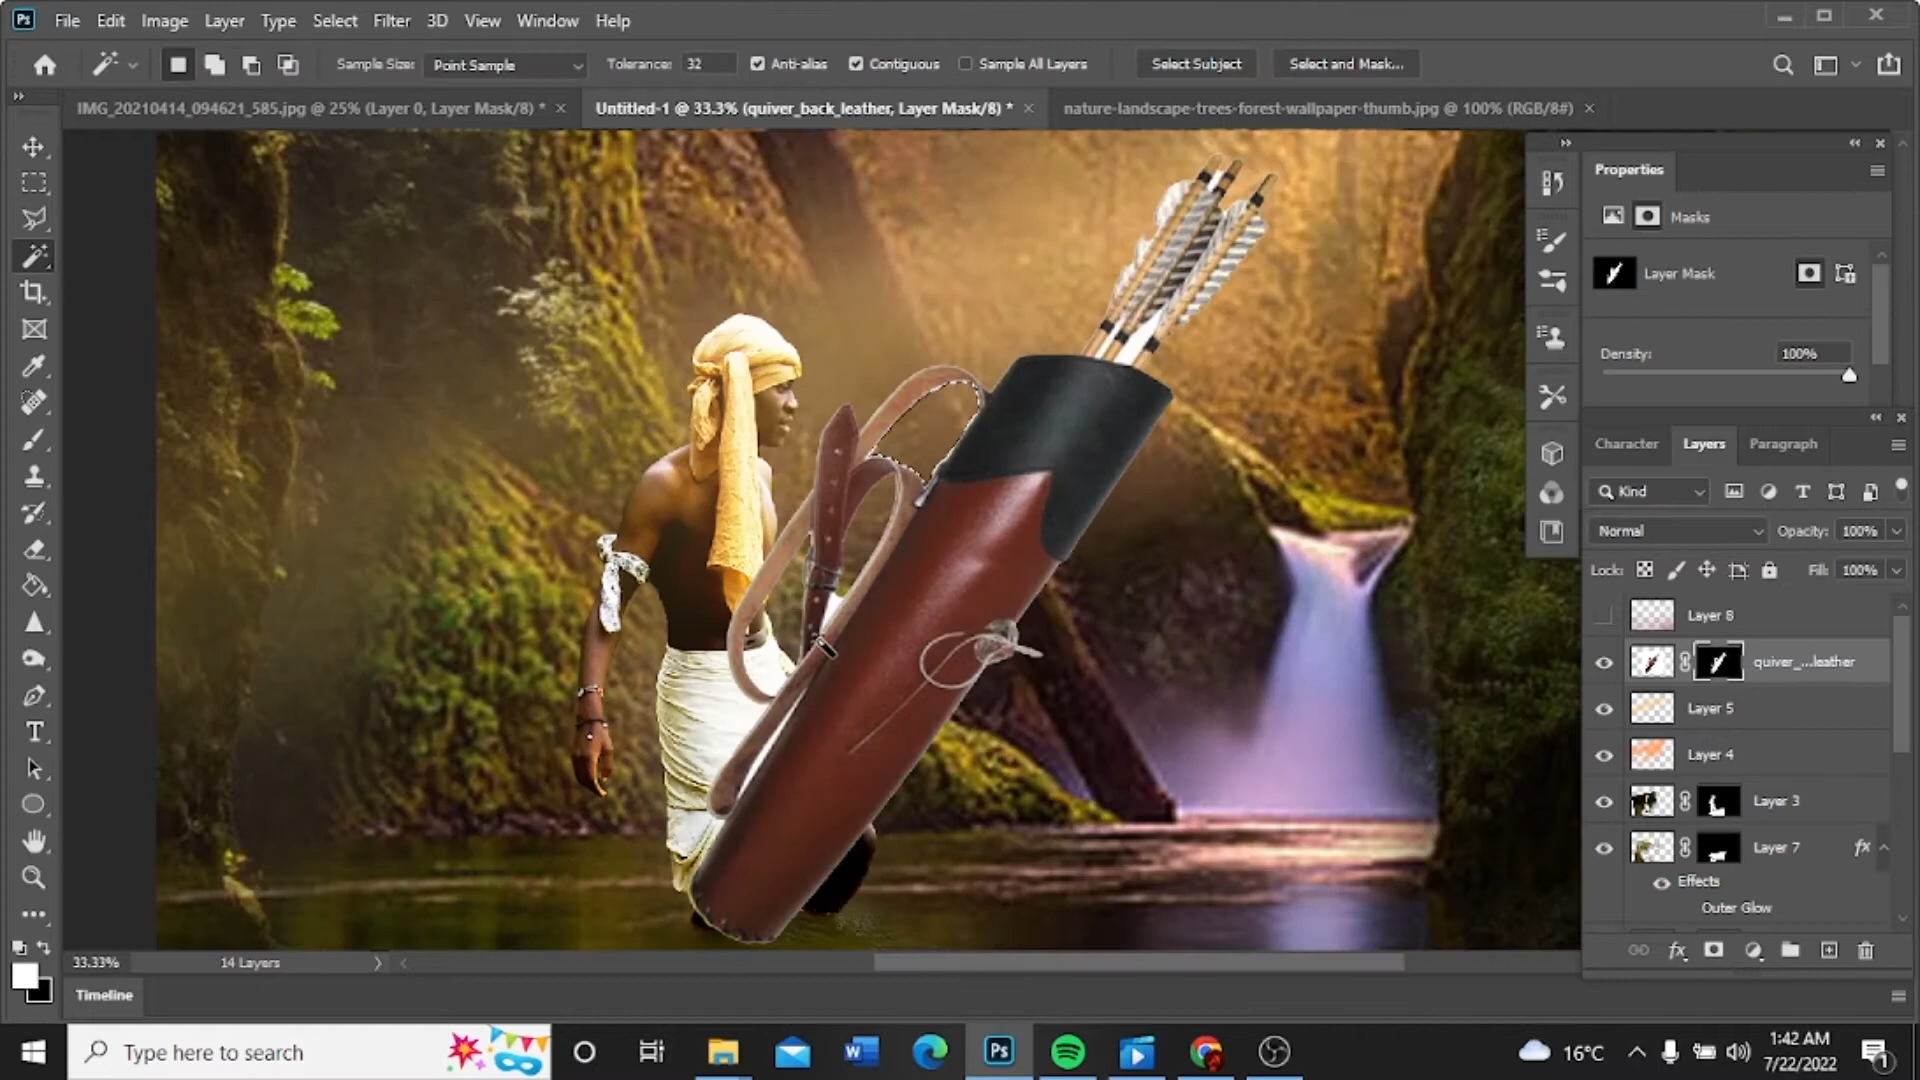 Ps File Edit Image Layer Type Select Filter 3D View Window Help
Sample Size: Point Sample Tolerance: 32 Anti-alias Contiguous Sample All Layers Select Subject Select and Mask...
IMG_20210414_094621_585.jpg @ 25% (Layer 0, Layer Mask/8) * Untitled-1 @ 33.3% (quiver_back_leather, Layer Mask/8) * nature-landscape-trees-forest-wallpaper-thumb.jpg @ 100% (RGB/8#)
Properties
Masks
Layer Mask
Density: 100%
Character Layers Paragraph
Kind
Normal Opacity: 100%
Lock: Fill: 100%
Layer 8
quiver_...leather
Layer 5
Layer 4
Layer 3
Layer 7 fx
Effects
Outer Glow
fx
33.33% 14 Layers
Timeline
Type here to search
W
Ps
16°C
1:42 AM
7/22/2022
1